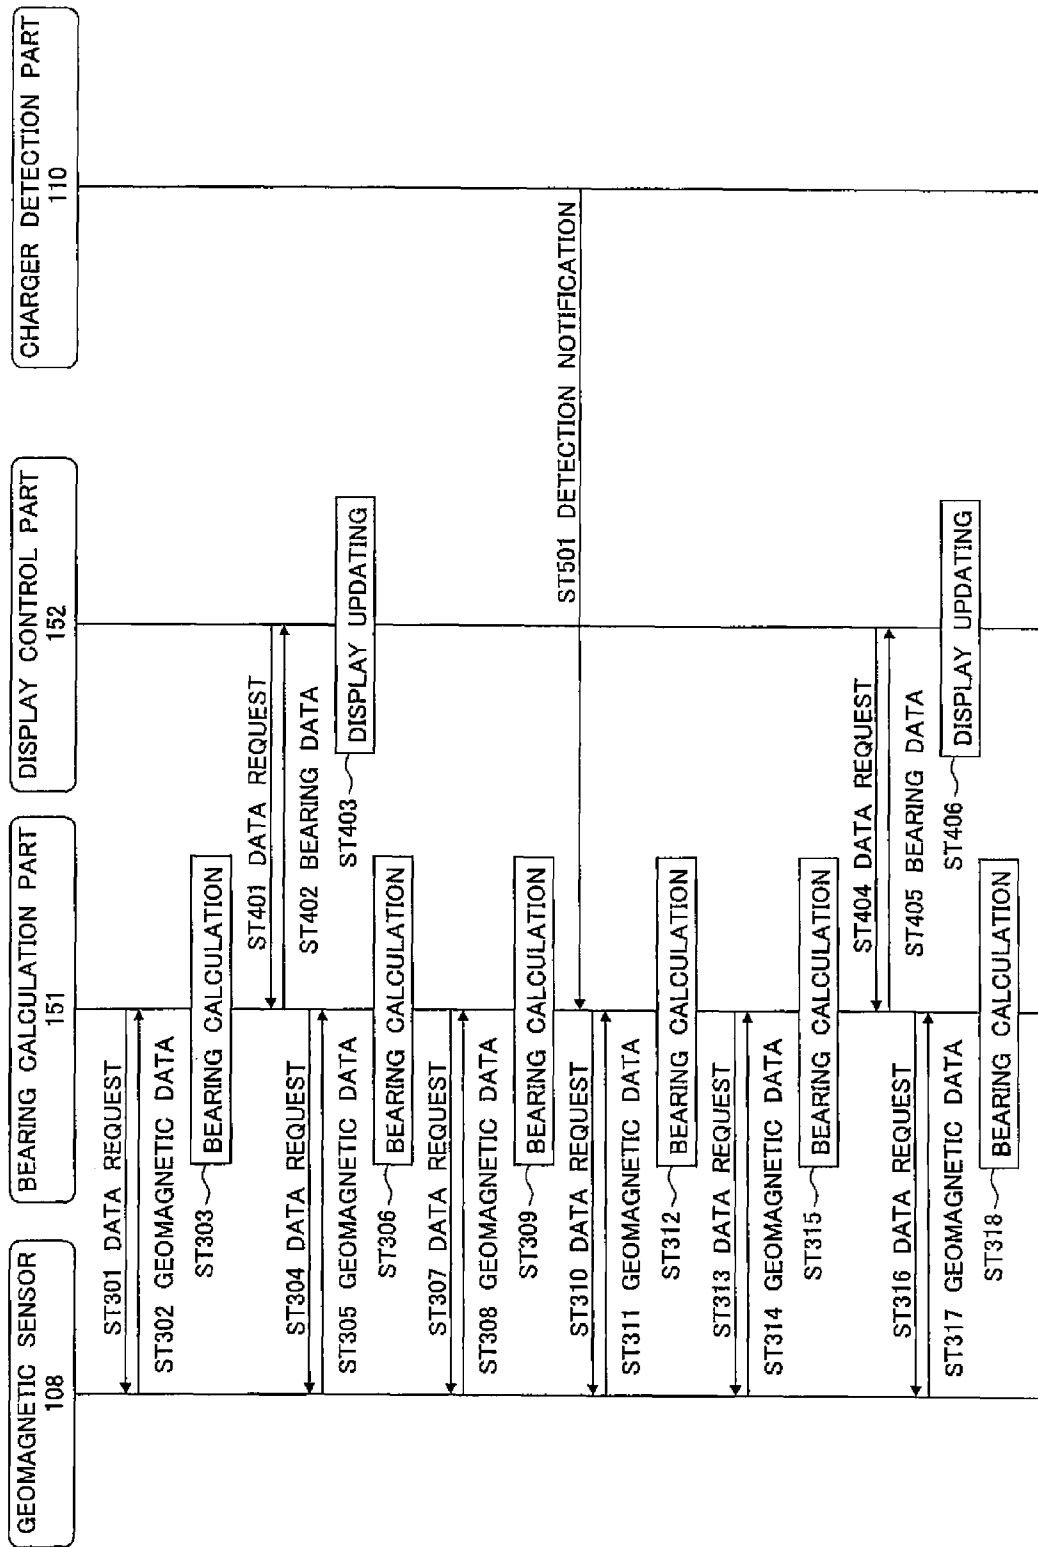 GEOMAGNETIC SENSOR
108
BEARING CALCULATION PART
151
DISPLAY CONTROL PART
152
CHARGER DETECTION PART
110
ST301 DATA REQUEST
ST302 GEOMAGNETIC DATA
ST303
BEARING CALCULATION
ST401 DATA REQUEST
ST402 BEARING DATA
ST304 DATA REQUEST
ST305 GEOMAGNETIC DATA
ST403
DISPLAY UPDATING
ST306
BEARING CALCULATION
ST307 DATA REQUEST
ST308 GEOMAGNETIC DATA
ST309
BEARING CALCULATION
ST501 DETECTION NOTIFICATION
ST310 DATA REQUEST
ST311 GEOMAGNETIC DATA
ST312
BEARING CALCULATION
ST313 DATA REQUEST
ST314 GEOMAGNETIC DATA
ST315
BEARING CALCULATION
ST404 DATA REQUEST
ST405 BEARING DATA
ST316 DATA REQUEST
ST317 GEOMAGNETIC DATA
ST406
DISPLAY UPDATING
ST318
BEARING CALCULATION